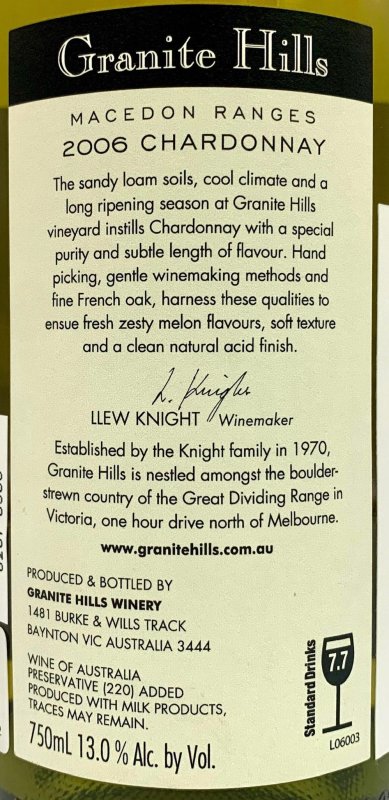 Granite Hills
MACEDON RANGES
2006 CHARDONNAY
The sandy loam soils, cool climate and a
long ripening season at Granite Hills
vineyard instills Chardonnay with a special
purity and subtle length of flavour. Hand
picking, gentle winemaking methods and
fine French oak, harness these qualities to
ensue fresh zesty melon flavours, soft texture
and a clean natural acid finish.
L. Knight
LLEW KNIGHT Winemaker
Established by the Knight family in 1970,
Granite Hills is nestled amongst the boulder-
strewn country of the Great Dividing Range in
Victoria, one hour drive north of Melbourne.
www.granitehills.com.au
PRODUCED & BOTTLED BY
GRANITE HILLS WINERY
1481 BURKE & WILLS TRACK
BAYNTON VIC AUSTRALIA 3444
WINE OF AUSTRALIA
PRESERVATIVE (220) ADDED
PRODUCED WITH MILK PRODUCTS,
TRACES MAY REMAIN.
750mL 13.0 % Alc. by Vol.
Standard Drinks
7.7
L06003